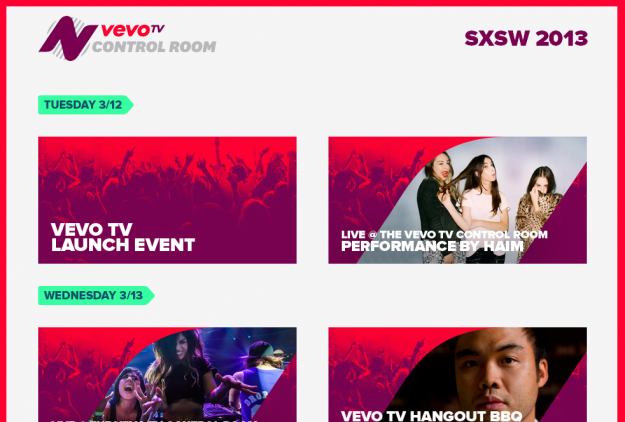 vevo TV
CONTROL ROOM
SXSW 2013
TUESDAY 3/12
VEVO TV
LAUNCH EVENT
LIVE @ THE VEVO TV CONTROL ROOM
PERFORMANCE BY HAIM
WEDNESDAY 3/13
VEVO TV HANGOUT BBQ